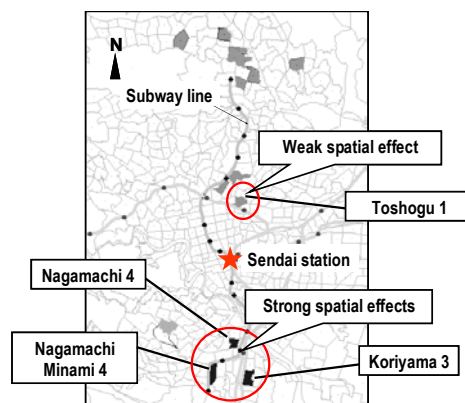 N
Subway line
Weak spatial effect
Toshogu 1
Sendai station
Nagamachi 4
Strong spatial effects
Nagamachi
Minami 4
Koriyama 3